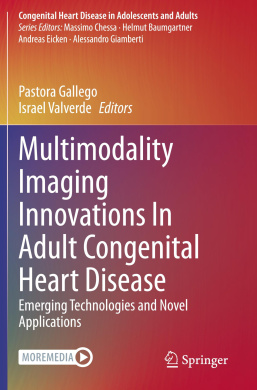 Congenital Heart Disease in Adolescents and Adults
Series Editors: Massimo Chessa · Helmut Baumgartner
Andreas Eicken · Alessandro Giamberti
Pastora Gallego
Israel Valverde Editors
Multimodality
Imaging
Innovations In
Adult Congenital
Heart Disease
Emerging Technologies and Novel
Applications
MOREMEDIA
Springer